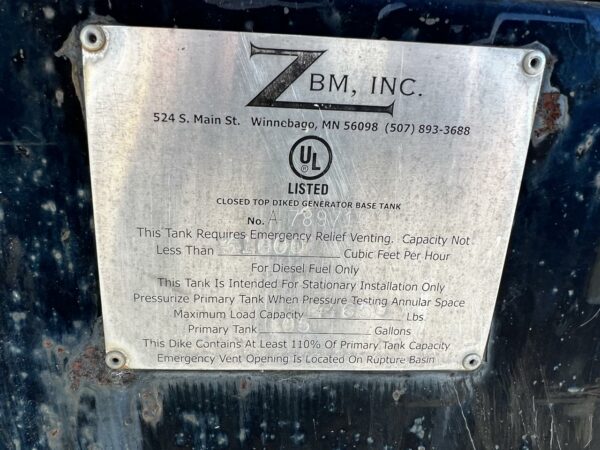 ZBM, INC.
524 S. Main St. Winnebago, MN 56098 (507) 893-3688
UL
LISTED
CLOSED TOP DIKED GENERATOR BASE TANK
No. A
This Tank Requires Emergency Relief Venting. Capacity Not
Less Than Cubic Feet Per Hour
For Diesel Fuel Only
This Tank Is Intended For Stationary Installation Only
Pressurize Primary Tank When Pressure Testing Annular Space
Maximum Load Capacity Lbs.
Primary Tank Gallons
This Dike Contains At Least 110% Of Primary Tank Capacity
Emergency Vent Opening Is Located On Rupture Basin